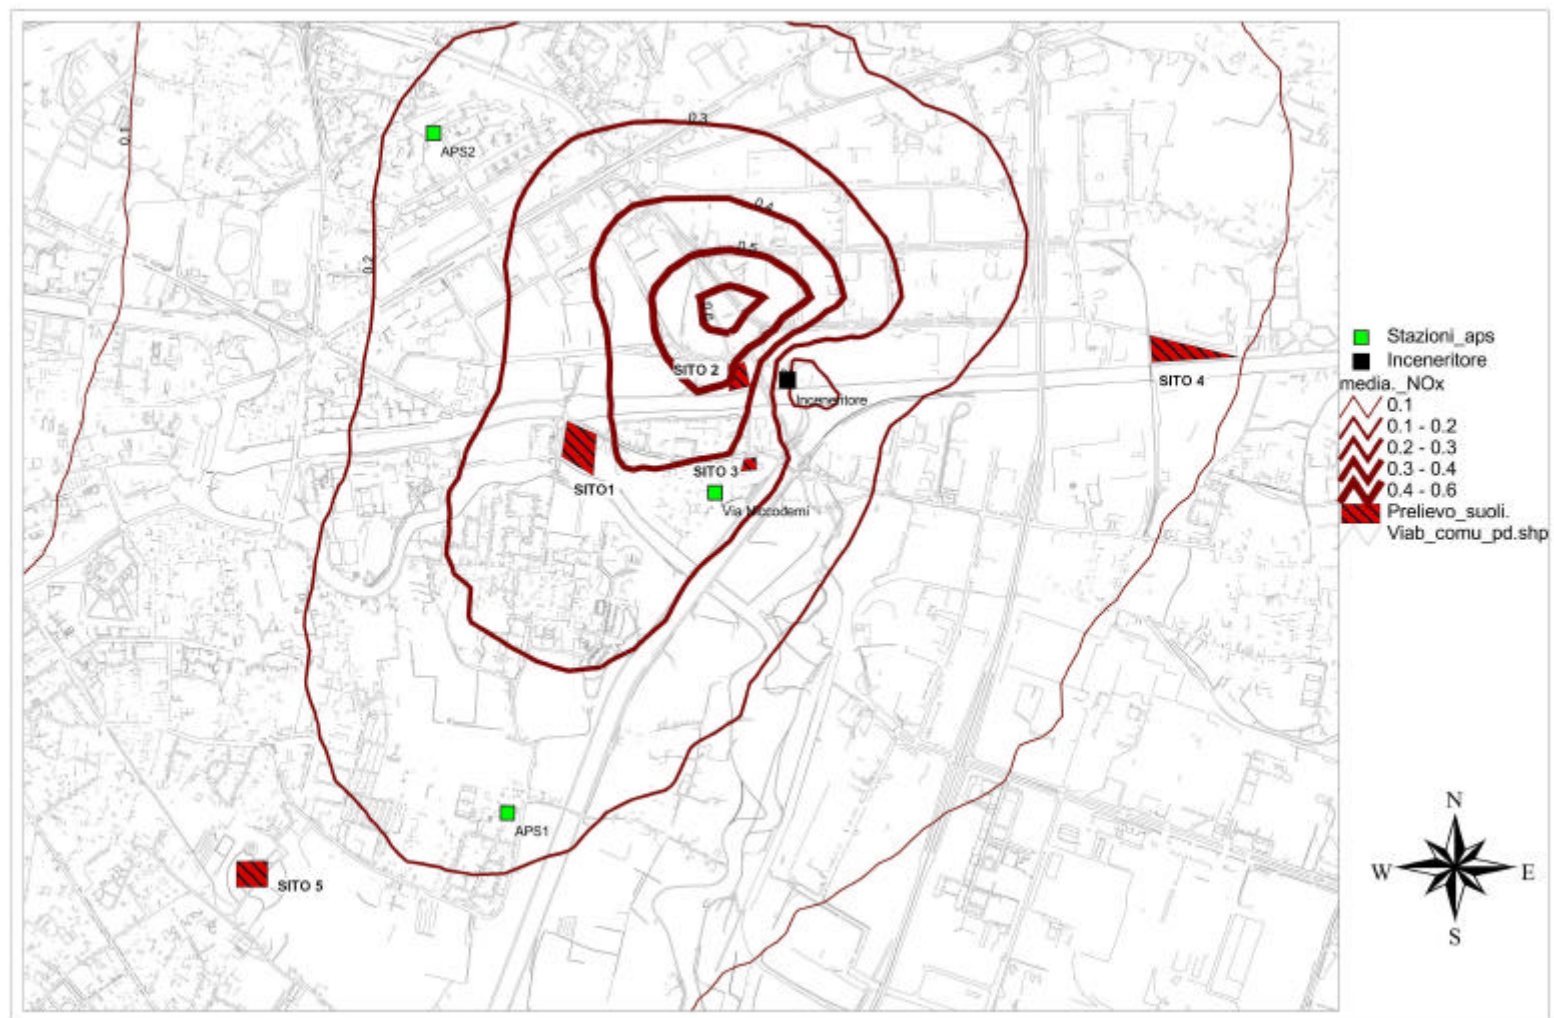 0.3
0.1
APS2
0.4
0.5
0.2
SITO 2
SITO 4
Inceneritore
SITO 3
SITO1
Via Niccodemi
APS1
SITO 5
Stazioni_aps
Inceneritore
media._NOx
0.1
0.1 - 0.2
0.2 - 0.3
0.3 - 0.4
0.4 - 0.6
Prelievo_suoli.
Viab_comu_pd.shp
N
W
E
S